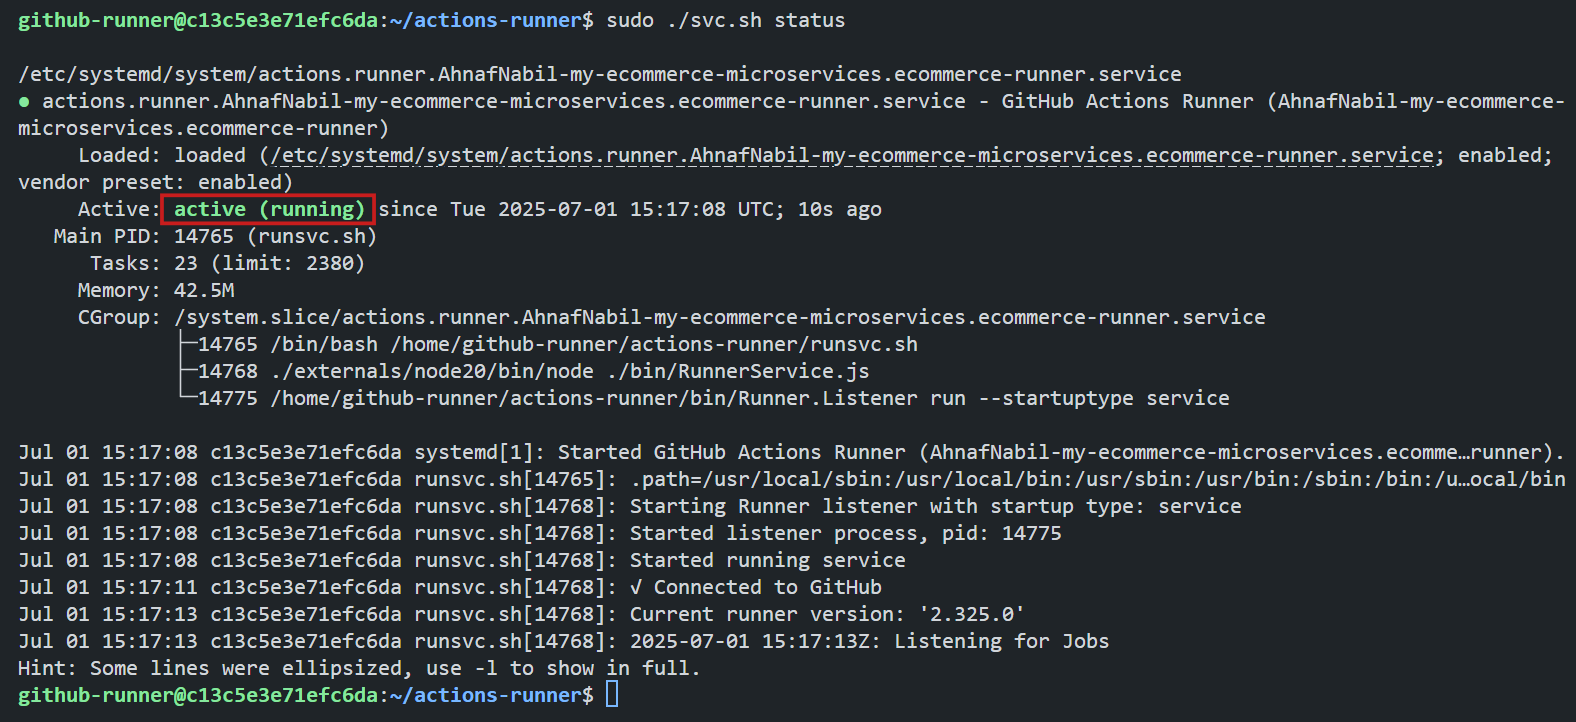 github-runner@c13c5e3e71efc6da:~/actions-runner$ sudo ./svc.sh status
/etc/systemd/system/actions.runner.AhnafNabil-my-ecommerce-microservices.ecommerce-runner.service
● actions.runner.AhnafNabil-my-ecommerce-microservices.ecommerce-runner.service - GitHub Actions Runner (AhnafNabil-my-ecommerce-
microservices.ecommerce-runner)
Loaded: loaded (/etc/systemd/system/actions.runner.AhnafNabil-my-ecommerce-microservices.ecommerce-runner.service; enabled;
vendor preset: enabled)
Active: active (running) since Tue 2025-07-01 15:17:08 UTC; 10s ago
Main PID: 14765 (runsvc.sh)
Tasks: 23 (limit: 2380)
Memory: 42.5M
CGroup: /system.slice/actions.runner.AhnafNabil-my-ecommerce-microservices.ecommerce-runner.service
├─14765 /bin/bash /home/github-runner/actions-runner/runsvc.sh
├─14768 ./externals/node20/bin/node ./bin/RunnerService.js
└─14775 /home/github-runner/actions-runner/bin/Runner.Listener run --startuptype service
Jul 01 15:17:08 c13c5e3e71efc6da systemd[1]: Started GitHub Actions Runner (AhnafNabil-my-ecommerce-microservices.ecomme…runner).
Jul 01 15:17:08 c13c5e3e71efc6da runsvc.sh[14765]: .path=/usr/local/sbin:/usr/local/bin:/usr/sbin:/usr/bin:/sbin:/bin:/u…ocal/bin
Jul 01 15:17:08 c13c5e3e71efc6da runsvc.sh[14768]: Starting Runner listener with startup type: service
Jul 01 15:17:08 c13c5e3e71efc6da runsvc.sh[14768]: Started listener process, pid: 14775
Jul 01 15:17:08 c13c5e3e71efc6da runsvc.sh[14768]: Started running service
Jul 01 15:17:11 c13c5e3e71efc6da runsvc.sh[14768]: √ Connected to GitHub
Jul 01 15:17:13 c13c5e3e71efc6da runsvc.sh[14768]: Current runner version: '2.325.0'
Jul 01 15:17:13 c13c5e3e71efc6da runsvc.sh[14768]: 2025-07-01 15:17:13Z: Listening for Jobs
Hint: Some lines were ellipsized, use -l to show in full.
github-runner@c13c5e3e71efc6da:~/actions-runner$